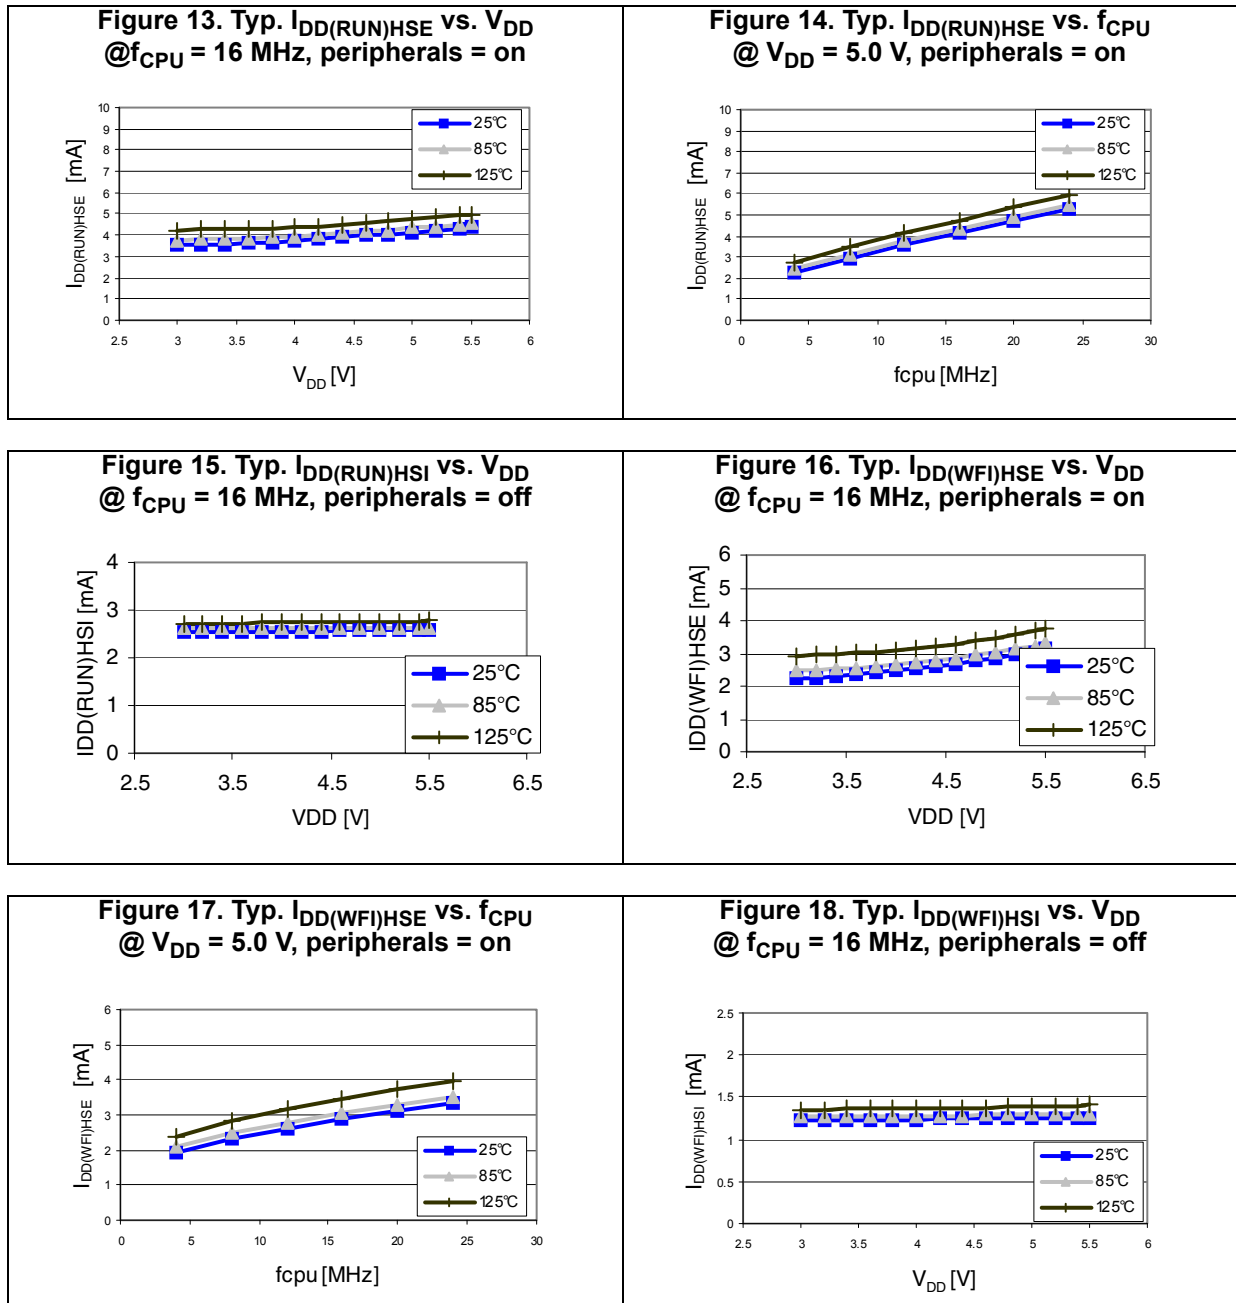 Figure 13. Typ. IDD(RUN)HSE vs. VDD
@fCPU = 16 MHz, peripherals = on
10
9
8
7
6
5
4
3
2
1
0
2.5 3 3.5 4 4.5 5 5.5 6
IDD(RUN)HSE [mA]
VDD [V]
25°C
85°C
125°C
Figure 14. Typ. IDD(RUN)HSE vs. fCPU
@ VDD = 5.0 V, peripherals = on
10
9
8
7
6
5
4
3
2
1
0
0 5 10 15 20 25 30
IDD(RUN)HSE [mA]
fcpu [MHz]
25°C
85°C
125°C
Figure 15. Typ. IDD(RUN)HSI vs. VDD
@ fCPU = 16 MHz, peripherals = off
4
3
2
1
0
2.5 3.5 4.5 5.5 6.5
IDD(RUN)HSI [mA]
VDD [V]
25°C
85°C
125°C
Figure 16. Typ. IDD(WFI)HSE vs. VDD
@ fCPU = 16 MHz, peripherals = on
6
5
4
3
2
1
0
2.5 3.5 4.5 5.5 6.5
IDD(WFI)HSE [mA]
VDD [V]
25°C
85°C
125°C
Figure 17. Typ. IDD(WFI)HSE vs. fCPU
@ VDD = 5.0 V, peripherals = on
6
5
4
3
2
1
0
0 5 10 15 20 25 30
IDD(WFI)HSE [mA]
fcpu [MHz]
25°C
85°C
125°C
Figure 18. Typ. IDD(WFI)HSI vs. VDD
@ fCPU = 16 MHz, peripherals = off
2.5
2
1.5
1
0.5
0
2.5 3 3.5 4 4.5 5 5.5 6
IDD(WFI)HSI [mA]
VDD [V]
25°C
85°C
125°C